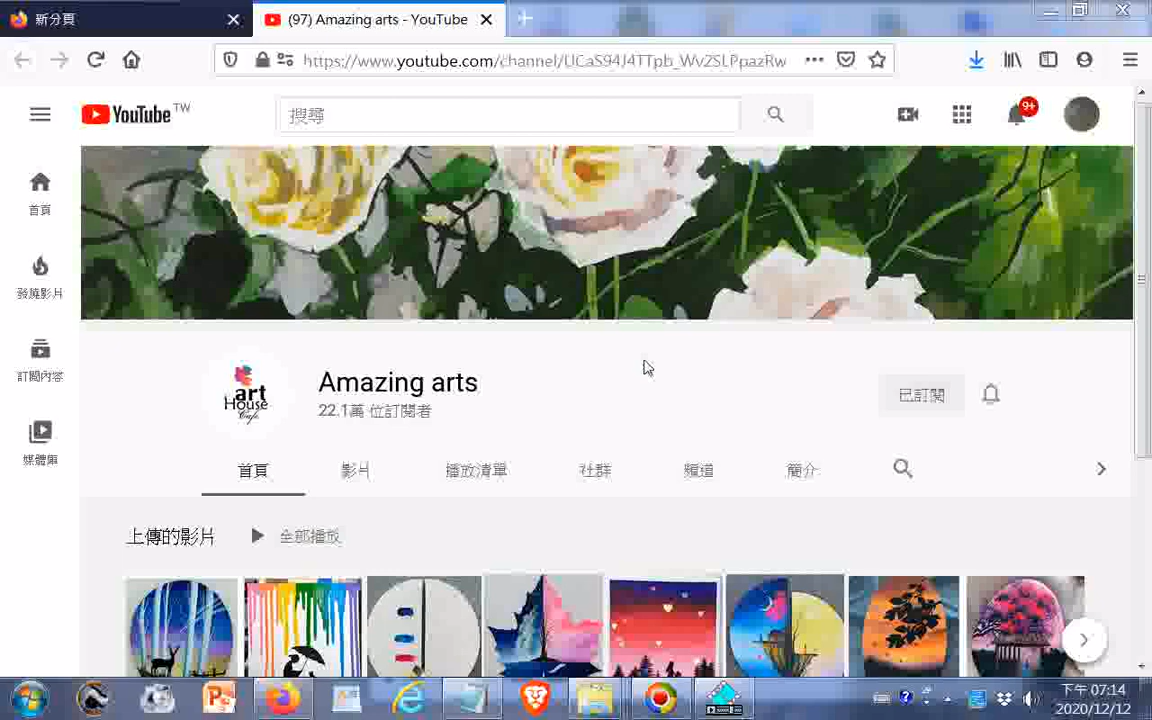 新分頁
(97) Amazing arts - YouTube
https://www.youtube.com/channel/UCaS94J4TTpb_Wv2SLPpazRw
YouTube TW
搜尋
9+
首頁
發燒影片
訂閱內容
媒體庫
art
House
Cafe
Amazing arts
22.1萬 位訂閱者
已訂閱
首頁
影片
播放清單
社群
頻道
簡介
上傳的影片
全部播放
下午 07:14
2020/12/12